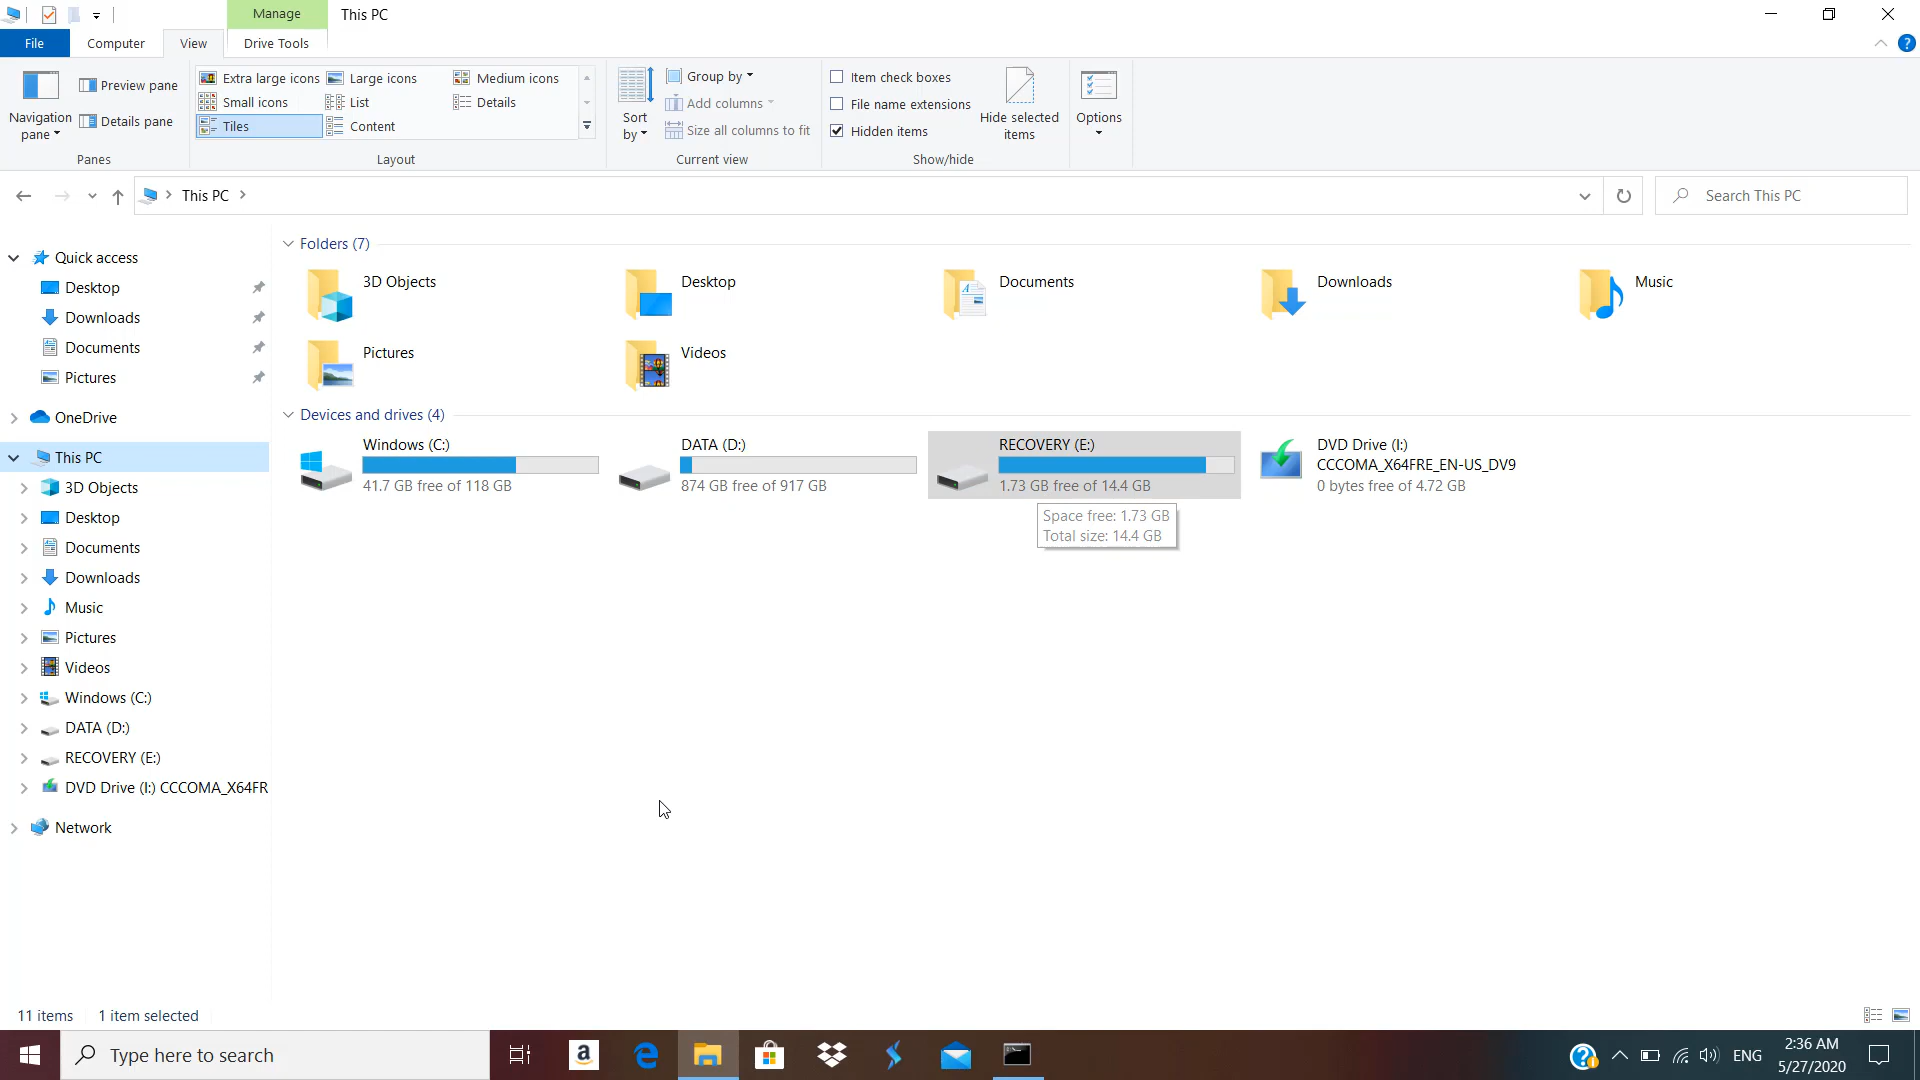 Manage
This PC
File
Computer
View
Drive Tools
Navigation pane
Preview pane
Details pane
Panes
Extra large icons
Large icons
Medium icons
Small icons
List
Details
Tiles
Content
Layout
Sort by
Group by
Add columns
Size all columns to fit
Current view
Item check boxes
File name extensions
Hidden items
Hide selected items
Show/hide
Options
This PC
Search This PC
Quick access
Desktop
Downloads
Documents
Pictures
OneDrive
This PC
3D Objects
Desktop
Documents
Downloads
Music
Pictures
Videos
Windows (C:)
DATA (D:)
RECOVERY (E:)
DVD Drive (I:) CCCOMA_X64FR
Network
Folders (7)
3D Objects
Desktop
Documents
Downloads
Music
Pictures
Videos
Devices and drives (4)
Windows (C:)
41.7 GB free of 118 GB
DATA (D:)
874 GB free of 917 GB
RECOVERY (E:)
1.73 GB free of 14.4 GB
Space free: 1.73 GB
Total size: 14.4 GB
DVD Drive (I:)
CCCOMA_X64FRE_EN-US_DV9
0 bytes free of 4.72 GB
11 items
1 item selected
Type here to search
ENG
2:36 AM
5/27/2020